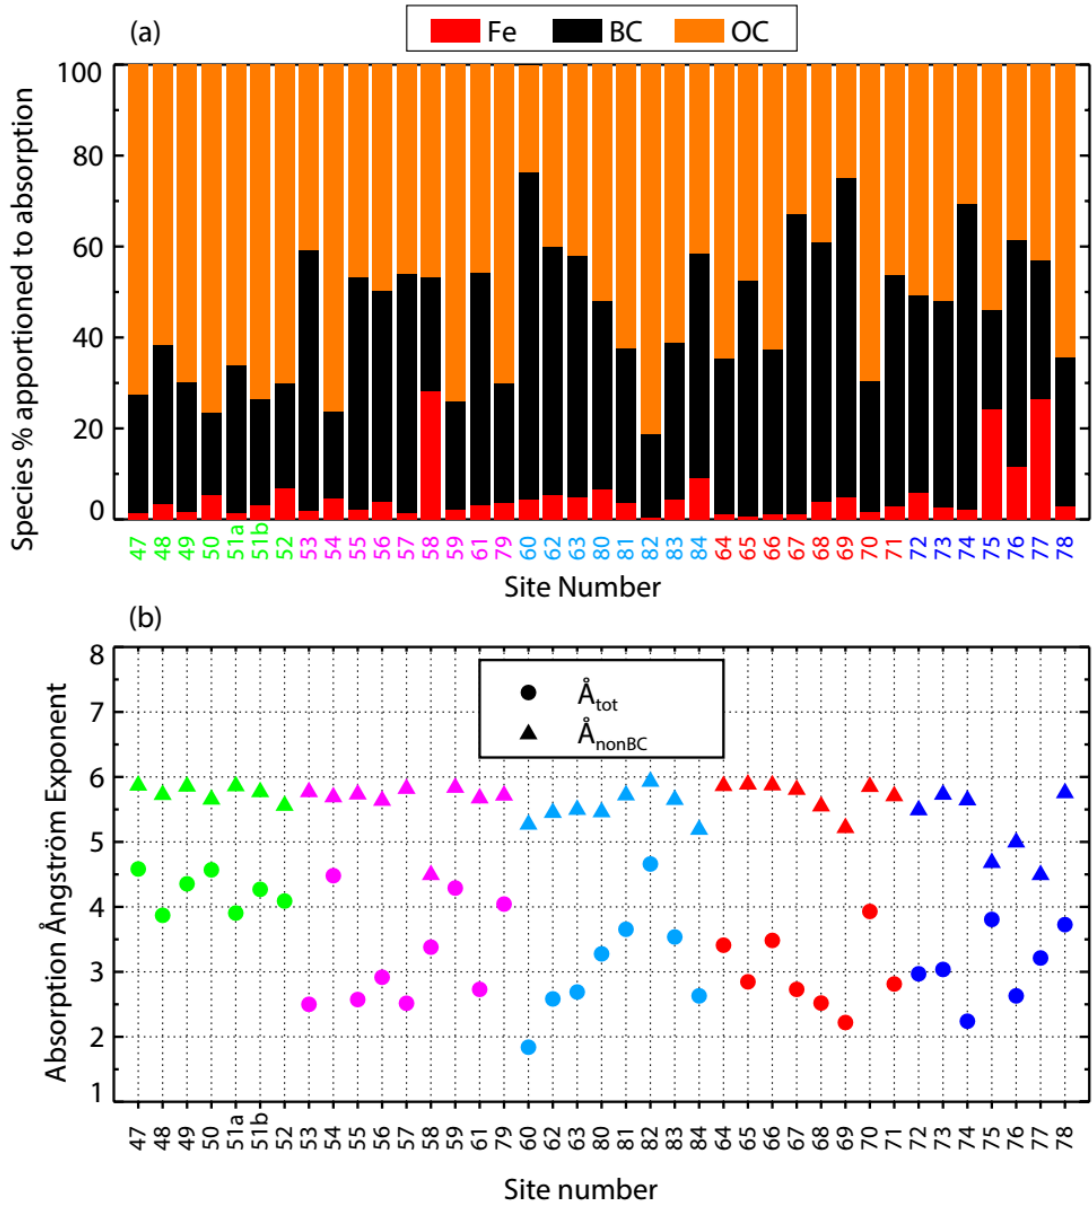 (a)
Fe BC OC
Species % apportioned to absorption
100
80
60
40
20
0
47 48 49 50 51a 51b 52 53 54 55 56 57 58 59 61 79 60 62 63 80 81 82 83 84 64 65 66 67 68 69 70 71 72 73 74 75 76 77 78
Site Number
(b)
Absorption Ångström Exponent
8
7
6
5
4
3
2
1
Åtot
ÅnonBC
47 48 49 50 51a 51b 52 53 54 55 56 57 58 59 61 79 60 62 63 80 81 82 83 84 64 65 66 67 68 69 70 71 72 73 74 75 76 77 78
Site number